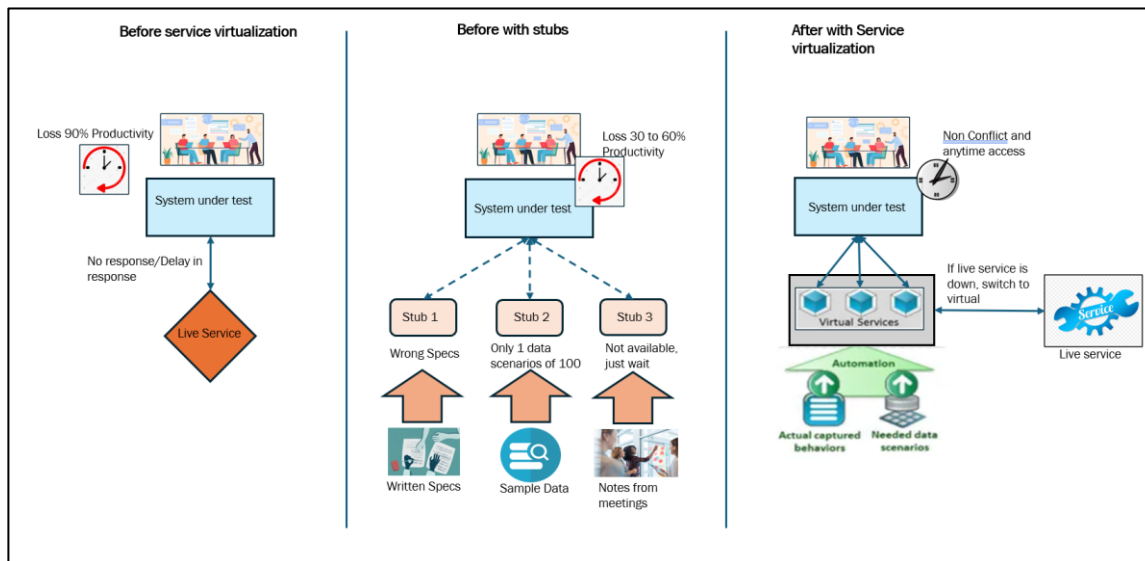 Before service virtualization
Loss 90% Productivity
System under test
No response/Delay in
response
Live Service
Before with stubs
Loss 30 to 60%
Productivity
System under test
Stub 1
Stub 2
Stub 3
Wrong Specs
Only 1 data
scenarios of 100
Not available,
just wait
Written Specs
Sample Data
Notes from
meetings
After with Service
virtualization
Non Conflict and
anytime access
System under test
If live service is
down, switch to
virtual
Virtual Services
Service
Live service
Automation
Actual captured
behaviors
Needed data
scenarios